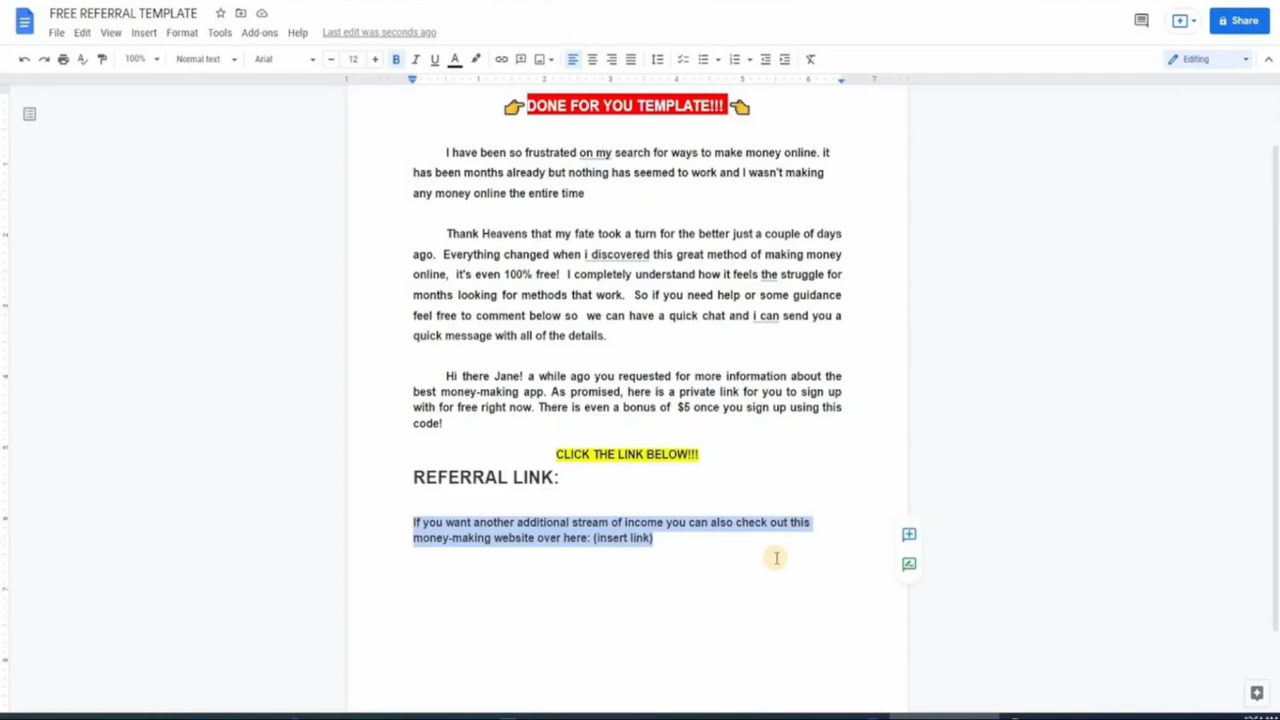 FREE REFERRAL TEMPLATE
File Edit View Insert Format Tools Add-ons Help Last edit was seconds ago
Share
100% Normal text Arial 12 B I U A Editing
1 1 2 3 4 5 6 7
👉DONE FOR YOU TEMPLATE!!! 👈
I have been so frustrated on my search for ways to make money online. it
has been months already but nothing has seemed to work and I wasn't making
any money online the entire time
Thank Heavens that my fate took a turn for the better just a couple of days
ago. Everything changed when i discovered this great method of making money
online, it's even 100% free! I completely understand how it feels the struggle for
months looking for methods that work. So if you need help or some guidance
feel free to comment below so we can have a quick chat and i can send you a
quick message with all of the details.
Hi there Jane! a while ago you requested for more information about the
best money-making app. As promised, here is a private link for you to sign up
with for free right now. There is even a bonus of $5 once you sign up using this
code!
CLICK THE LINK BELOW!!!
REFERRAL LINK:
If you want another additional stream of income you can also check out this
money-making website over here: (insert link)